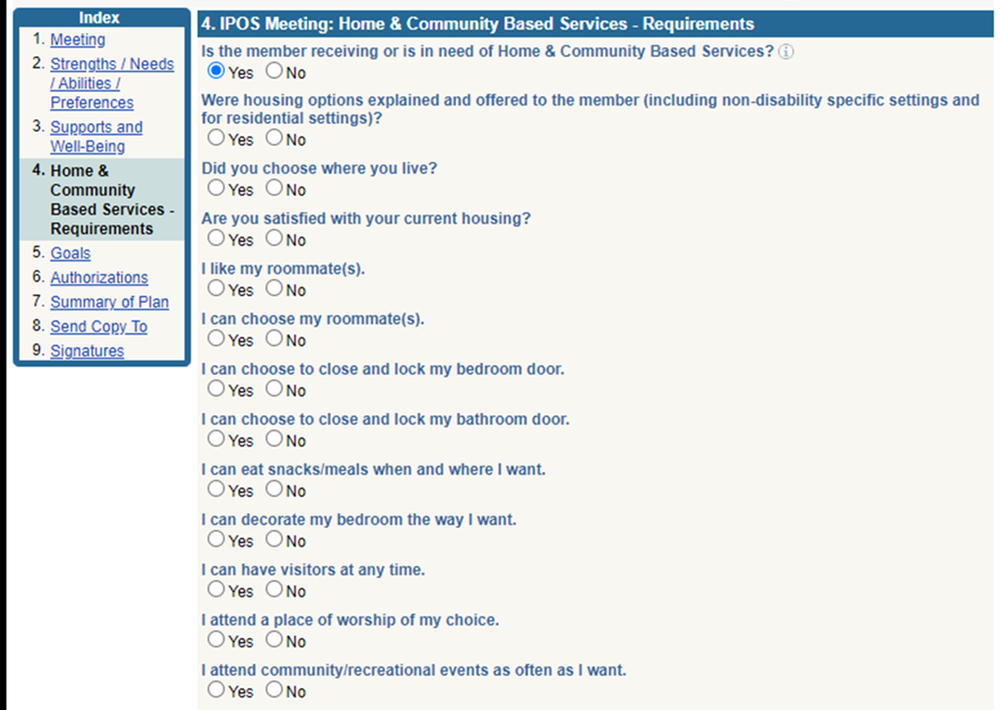 Index
1. Meeting
2. Strengths / Needs
/ Abilities /
Preferences
3. Supports and
Well-Being
4. Home &
Community
Based Services -
Requirements
5. Goals
6. Authorizations
7. Summary of Plan
8. Send Copy To
9. Signatures
4. IPOS Meeting: Home & Community Based Services - Requirements
Is the member receiving or is in need of Home & Community Based Services? i
Yes No
Were housing options explained and offered to the member (including non-disability specific settings and
for residential settings)?
Yes No
Did you choose where you live?
Yes No
Are you satisfied with your current housing?
Yes No
I like my roommate(s).
Yes No
I can choose my roommate(s).
Yes No
I can choose to close and lock my bedroom door.
Yes No
I can choose to close and lock my bathroom door.
Yes No
I can eat snacks/meals when and where I want.
Yes No
I can decorate my bedroom the way I want.
Yes No
I can have visitors at any time.
Yes No
I attend a place of worship of my choice.
Yes No
I attend community/recreational events as often as I want.
Yes No